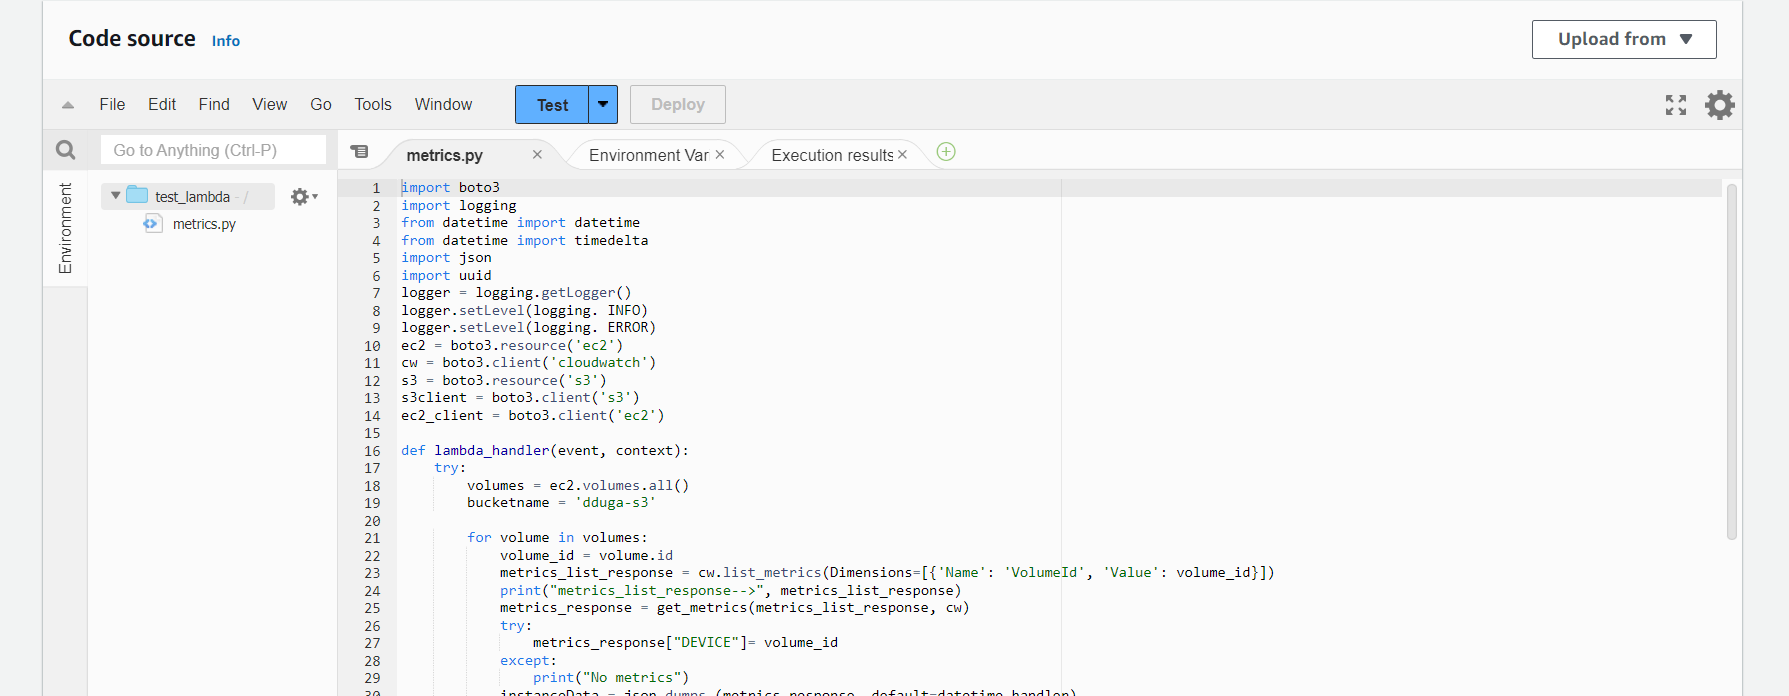 Code source Info
Upload from
File Edit Find View Go Tools Window Test Deploy
Go to Anything (Ctrl-P)
metrics.py Environment Var Execution results
Environment
test_lambda - /
metrics.py
1 import boto3
2 import logging
3 from datetime import datetime
4 from datetime import timedelta
5 import json
6 import uuid
7 logger = logging.getLogger()
8 logger.setLevel(logging. INFO)
9 logger.setLevel(logging. ERROR)
10 ec2 = boto3.resource('ec2')
11 cw = boto3.client('cloudwatch')
12 s3 = boto3.resource('s3')
13 s3client = boto3.client('s3')
14 ec2_client = boto3.client('ec2')
15
16 def lambda_handler(event, context):
17 try:
18 volumes = ec2.volumes.all()
19 bucketname = 'dduga-s3'
20
21 for volume in volumes:
22 volume_id = volume.id
23 metrics_list_response = cw.list_metrics(Dimensions=[{'Name': 'VolumeId', 'Value': volume_id}])
24 print("metrics_list_response-->", metrics_list_response)
25 metrics_response = get_metrics(metrics_list_response, cw)
26 try:
27 metrics_response["DEVICE"]= volume_id
28 except:
29 print("No metrics")
30 instanceData = json.dumps (metrics_response, default=datetime_handler)